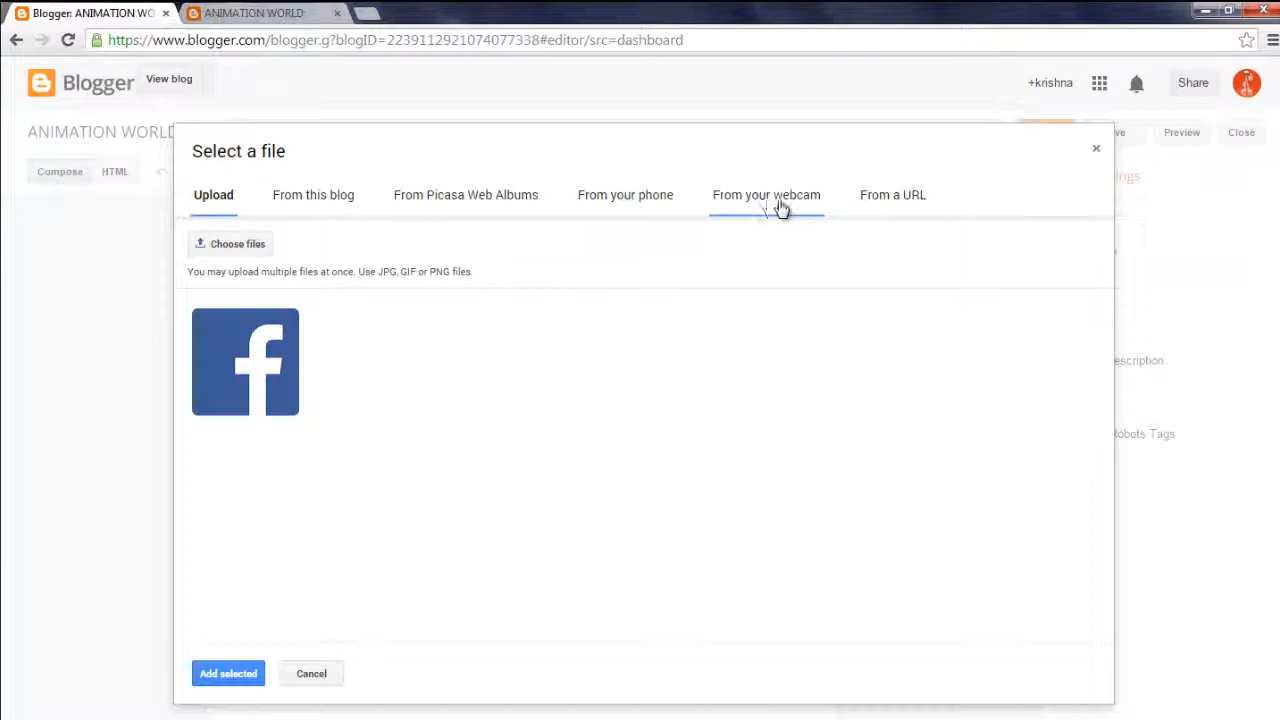 Blogger: ANIMATION WO
ANIMATION WORLD
https://www.blogger.com/blogger.g?blogID=2239112921074077338#editor/src=dashboard
Blogger
View blog
+krishna
Share
ANIMATION WORLD
ve
Preview
Close
Select a file
Compose
HTML
ngs
Upload
From this blog
From Picasa Web Albums
From your phone
From your webcam
From a URL
Choose files
You may upload multiple files at once. Use JPG, GIF or PNG files.
f
escription
Robots Tags
Add selected
Cancel